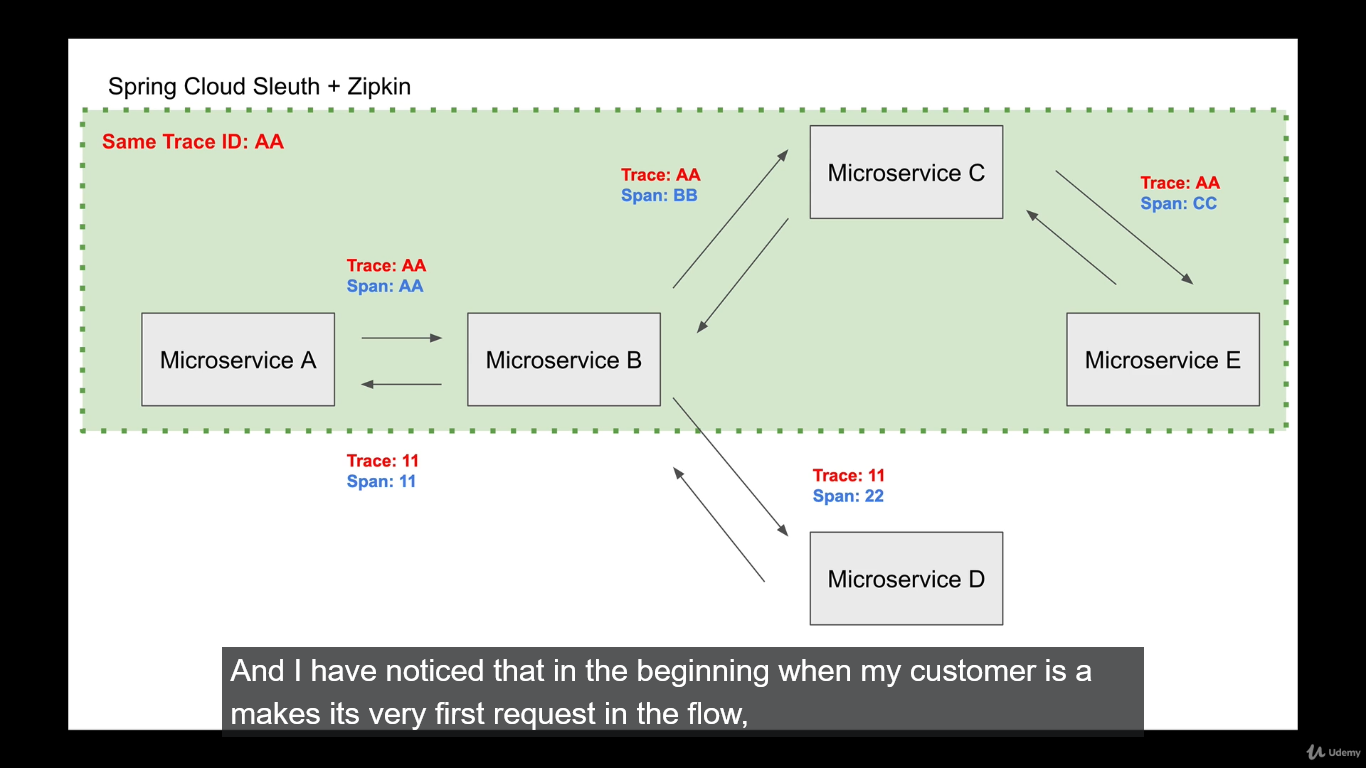 Spring Cloud Sleuth + Zipkin
Same Trace ID: AA
Trace: AA
Span: AA
Trace: AA
Span: BB
Trace: AA
Span: CC
Microservice C
Microservice A
Microservice B
Microservice E
Trace: 11
Span: 11
Trace: 11
Span: 22
Microservice D
And I have noticed that in the beginning when my customer is a
makes its very first request in the flow,
Udemy